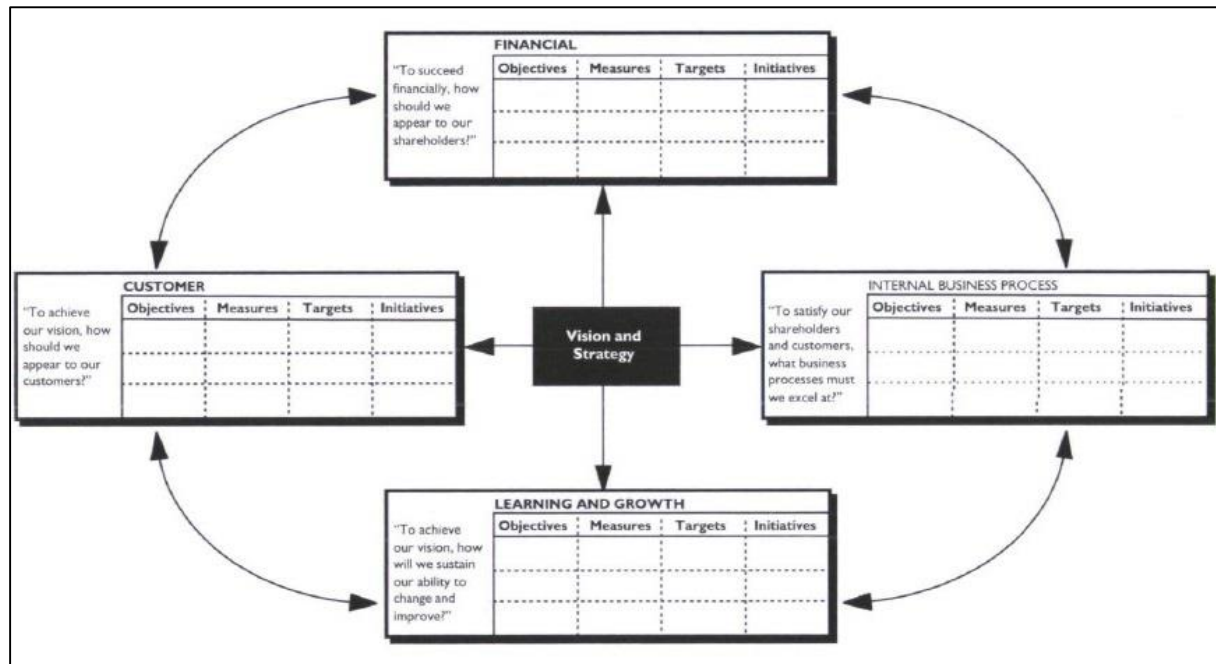 FINANCIAL
"To succeed
financially, how
should we
appear to our
shareholders?"
Objectives Measures Targets Initiatives
CUSTOMER
"To achieve
our vision, how
should we
appear to our
customers?"
Objectives Measures Targets Initiatives
Vision and
Strategy
INTERNAL BUSINESS PROCESS
"To satisfy our
shareholders
and customers,
what business
processes must
we excel at?"
Objectives Measures Targets Initiatives
LEARNING AND GROWTH
"To achieve
our vision, how
will we sustain
our ability to
change and
improve?"
Objectives Measures Targets Initiatives